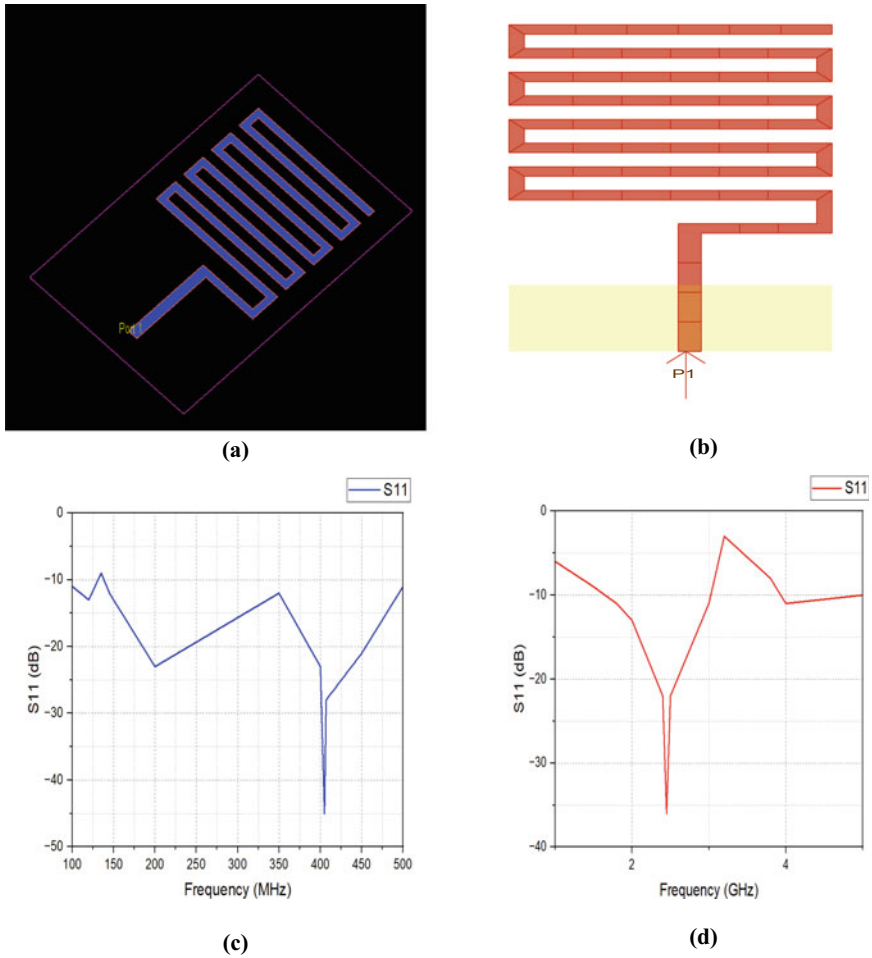 Port 1
P1
(a)
(b)
S11
0
−10
−20
−30
−40
−50
S11 (dB)
100 150 200 250 300 350 400 450 500
Frequency (MHz)
(c)
S11
0
−10
−20
−30
−40
S11 (dB)
2 4
Frequency (GHz)
(d)